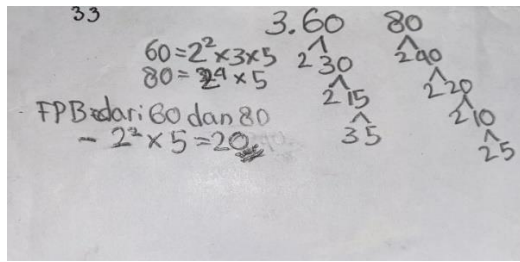 33
3. 60 80
60 = 2² × 3 × 5
80 = 2⁴ × 5
2 30 2 40
2 15 2 20
3 5 2 10
2 5
FPB dari 60 dan 80
- 2² × 5 = 20